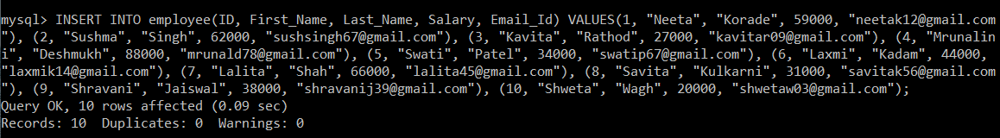 mysql> INSERT INTO employee(ID, First_Name, Last_Name, Salary, Email_Id) VALUES(1, "Neeta", "Korade", 59000, "neetak12@gmail.com
"), (2, "Sushma", "Singh", 62000, "sushsingh67@gmail.com"), (3, "Kavita", "Rathod", 27000, "kavitar09@gmail.com"), (4, "Mrunalin
i", "Deshmukh", 88000, "mrunald78@gmail.com"), (5, "Swati", "Patel", 34000, "swatip67@gmail.com"), (6, "Laxmi", "Kadam", 44000,
"laxmik14@gmail.com"), (7, "Lalita", "Shah", 66000, "lalita45@gmail.com"), (8, "Savita", "Kulkarni", 31000, "savitak56@gmail.com
"), (9, "Shravani", "Jaiswal", 38000, "shravanij39@gmail.com"), (10, "Shweta", "Wagh", 20000, "shwetaw03@gmail.com");
Query OK, 10 rows affected (0.09 sec)
Records: 10  Duplicates: 0  Warnings: 0